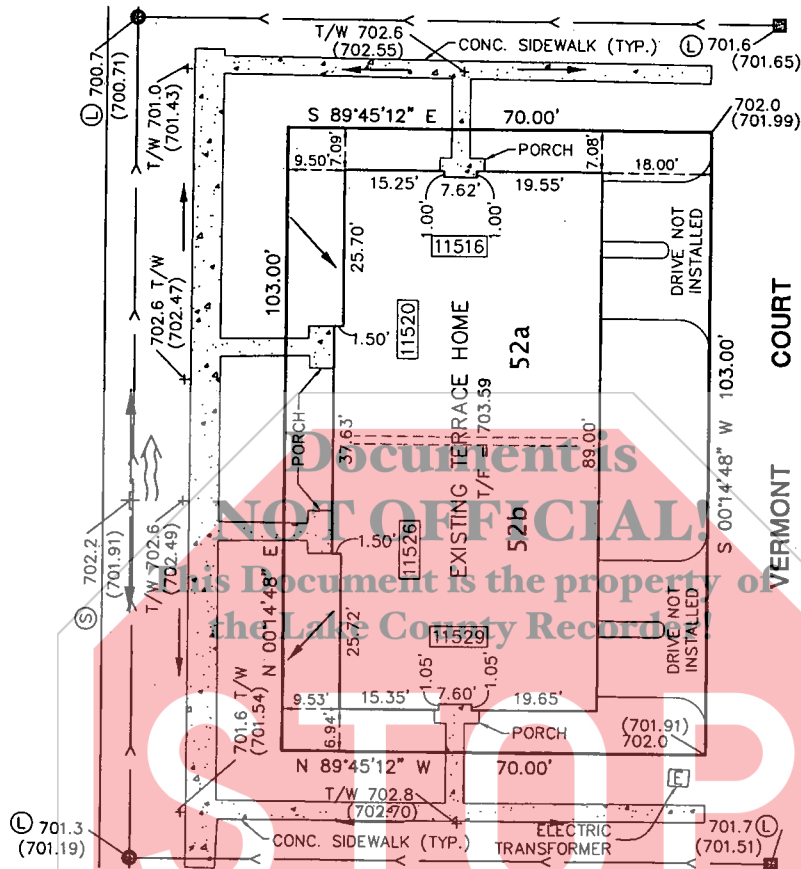 T/W 702.6
(702.55)
CONC. SIDEWALK (TYP.)
Ⓛ 701.6
(701.65)
Ⓛ 700.7
(700.71)
T/W 701.0
(701.43)
S 89°45'12" E 70.00'
702.0
(701.99)
9.50'
7.09'
PORCH
7.08'
18.00'
15.25'
7.62'
19.55'
1.00'
1.00'
11516
25.70'
DRIVE NOT
INSTALLED
103.00'
702.6 T/W
(702.47)
11520
1.50'
52a
COURT
EXISTING TERRACE HOME
T/F = 703.59
PORCH
37.63'
89.00'
S 00°14'48" W 103.00'
Document is
NOT OFFICIAL!
This Document is the property of
the Lake County Recorder!
STOP
VERMONT
Ⓢ 702.2
(701.91)
T/W 702.6
(702.49)
N 00°14'48" E
1.50'
11526
52b
25.72'
11529
DRIVE NOT
INSTALLED
701.6 T/W
(701.54)
9.53'
15.35'
1.05'
7.60'
1.05'
19.65'
6.94'
PORCH
(701.91)
702.0
N 89°45'12" W 70.00'
T/W 702.8
(702.70)
E
Ⓛ 701.3
(701.19)
CONC. SIDEWALK (TYP.)
ELECTRIC
TRANSFORMER
701.7 Ⓛ
(701.51)